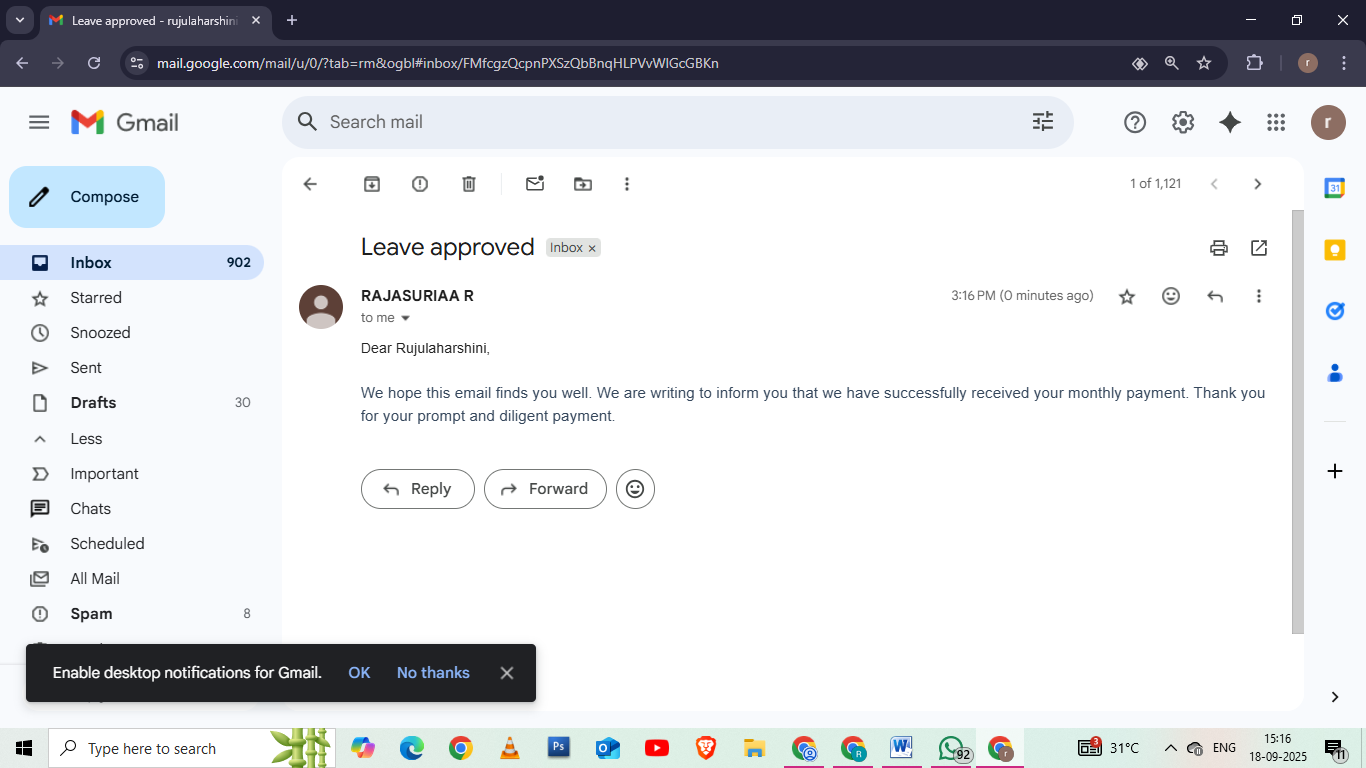 Leave approved - rujulaharshini
mail.google.com/mail/u/0/?tab=rm&ogbl#inbox/FMfcgzQcpnPXSzQbBnqHLPVvWlGcGBKn
r
Gmail
Search mail
r
Compose
1 of 1,121
31
Inbox 902
Starred
Snoozed
Sent
Drafts 30
Less
Important
Chats
Scheduled
All Mail
Spam 8
Leave approved Inbox ×
RAJASURIAA R 3:16 PM (0 minutes ago)
to me
Dear Rujulaharshini,
We hope this email finds you well. We are writing to inform you that we have successfully received your monthly payment. Thank you
for your prompt and diligent payment.
Reply Forward
Enable desktop notifications for Gmail. OK No thanks
Type here to search
Ps
R
W
92
r
3
31°C
ENG
15:16
18-09-2025
11